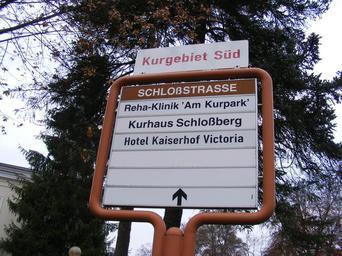 Kurgebiet Süd
SCHLOßSTRASSE
Reha-Klinik 'Am Kurpark'
Kurhaus Schloßberg
Hotel Kaiserhof Victoria